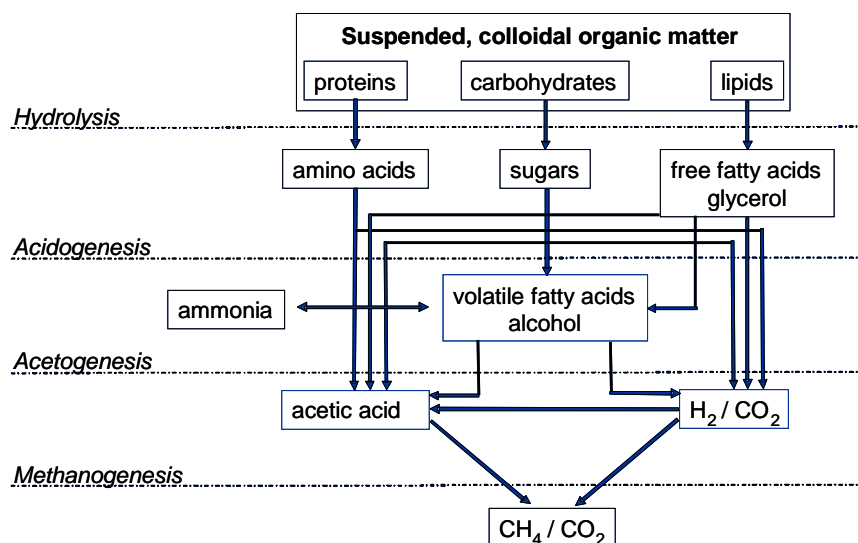 Suspended, colloidal organic matter
proteins
carbohydrates
lipids
Hydrolysis
amino acids
sugars
free fatty acids
glycerol
Acidogenesis
ammonia
volatile fatty acids
alcohol
Acetogenesis
acetic acid
H₂ / CO₂
Methanogenesis
CH₄ / CO₂